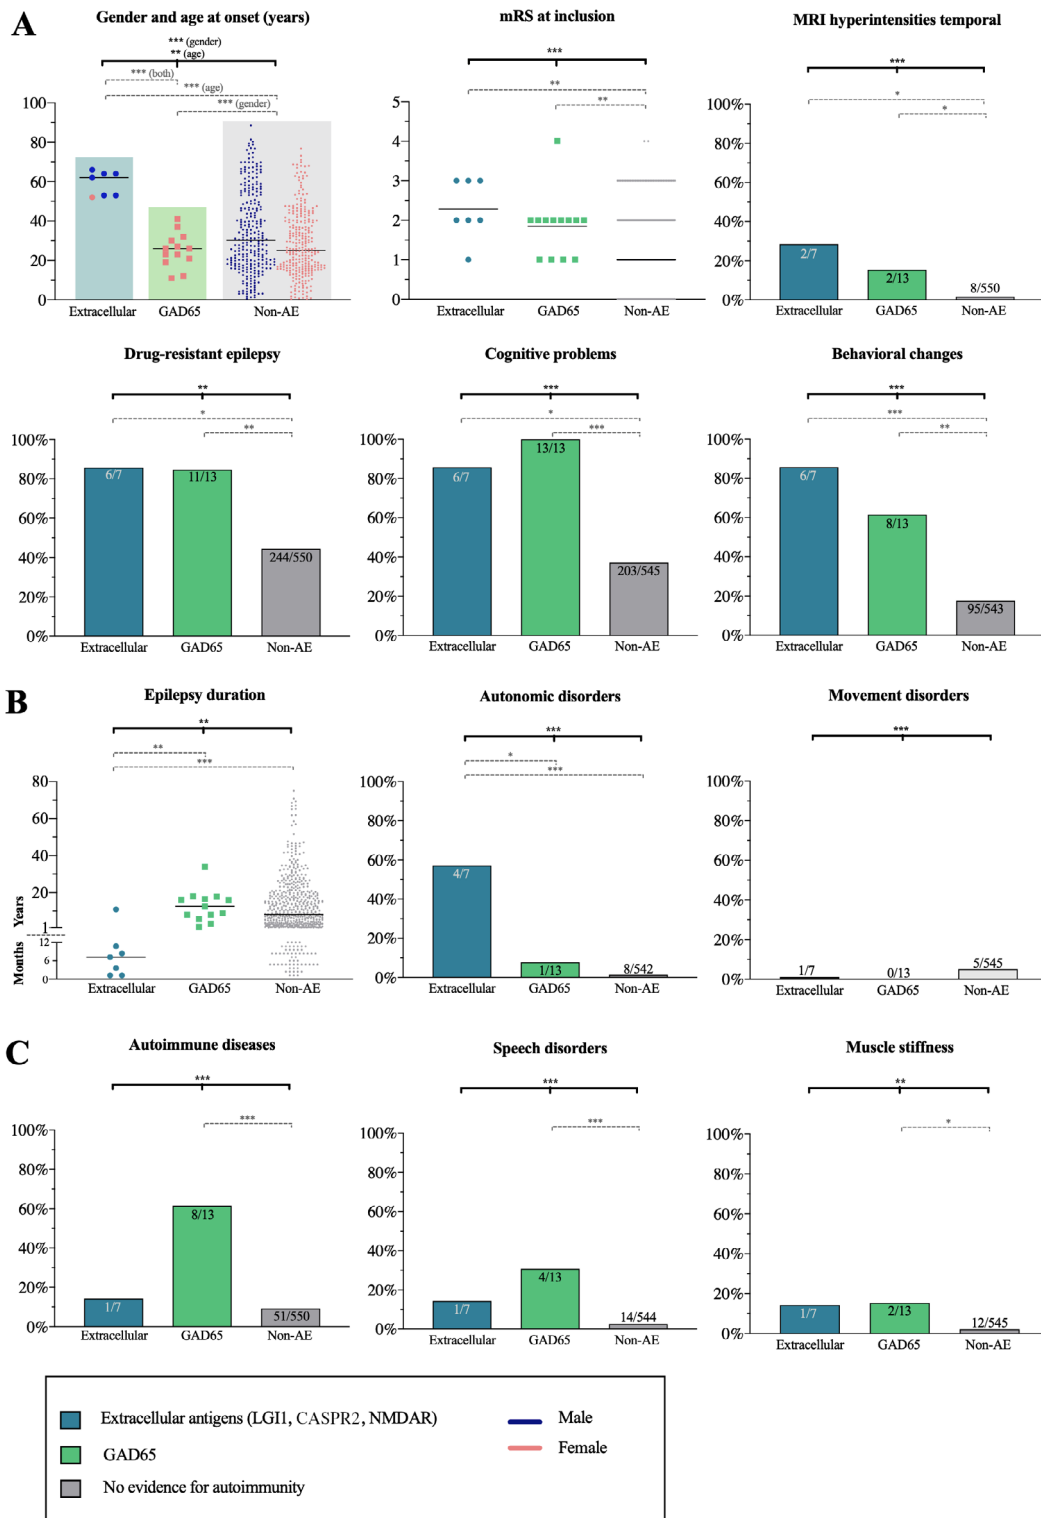 A
Gender and age at onset (years)
*** (gender)
** (age)
*** (both)
*** (age)
*** (gender)
100
80
60
40
20
0
Extracellular
GAD65
Non-AE
mRS at inclusion
***
**
**
5
4
3
2
1
0
Extracellular
GAD65
Non-AE
MRI hyperintensities temporal
***
*
*
100%
80%
60%
40%
20%
0%
2/7
2/13
8/550
Extracellular
GAD65
Non-AE
Drug-resistant epilepsy
**
*
**
100%
80%
60%
40%
20%
0%
6/7
11/13
244/550
Extracellular
GAD65
Non-AE
Cognitive problems
***
*
***
100%
80%
60%
40%
20%
0%
6/7
13/13
203/545
Extracellular
GAD65
Non-AE
Behavioral changes
***
***
**
100%
80%
60%
40%
20%
0%
6/7
8/13
95/543
Extracellular
GAD65
Non-AE
B
Epilepsy duration
**
**
***
Years
80
60
40
20
1
Months
12
6
0
Extracellular
GAD65
Non-AE
Autonomic disorders
***
*
***
100%
80%
60%
40%
20%
0%
4/7
1/13
8/542
Extracellular
GAD65
Non-AE
Movement disorders
***
100%
80%
60%
40%
20%
0%
1/7
0/13
5/545
Extracellular
GAD65
Non-AE
C
Autoimmune diseases
***
***
100%
80%
60%
40%
20%
0%
1/7
8/13
51/550
Extracellular
GAD65
Non-AE
Speech disorders
***
***
100%
80%
60%
40%
20%
0%
1/7
4/13
14/544
Extracellular
GAD65
Non-AE
Muscle stiffness
**
*
100%
80%
60%
40%
20%
0%
1/7
2/13
12/545
Extracellular
GAD65
Non-AE
Extracellular antigens (LGI1, CASPR2, NMDAR)
GAD65
No evidence for autoimmunity
Male
Female